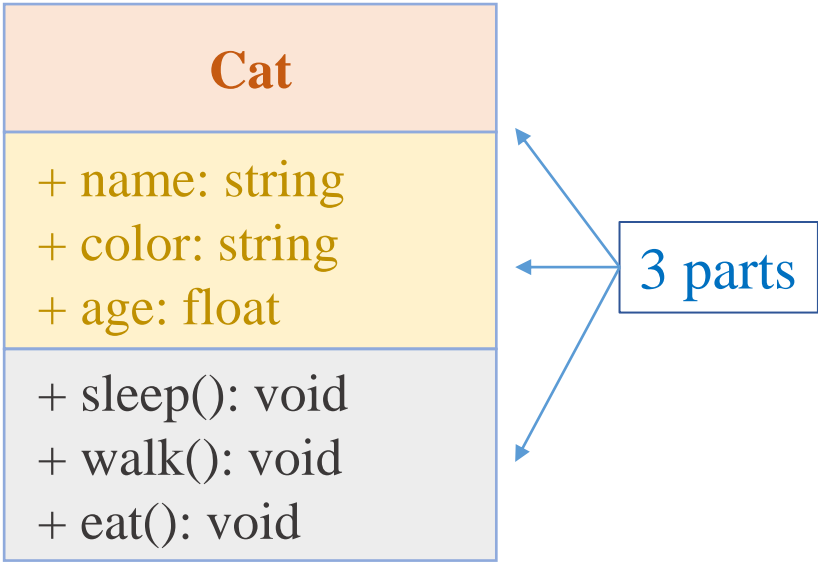 Cat
+ name: string
+ color: string
+ age: float
+ sleep(): void
+ walk(): void
+ eat(): void
3 parts